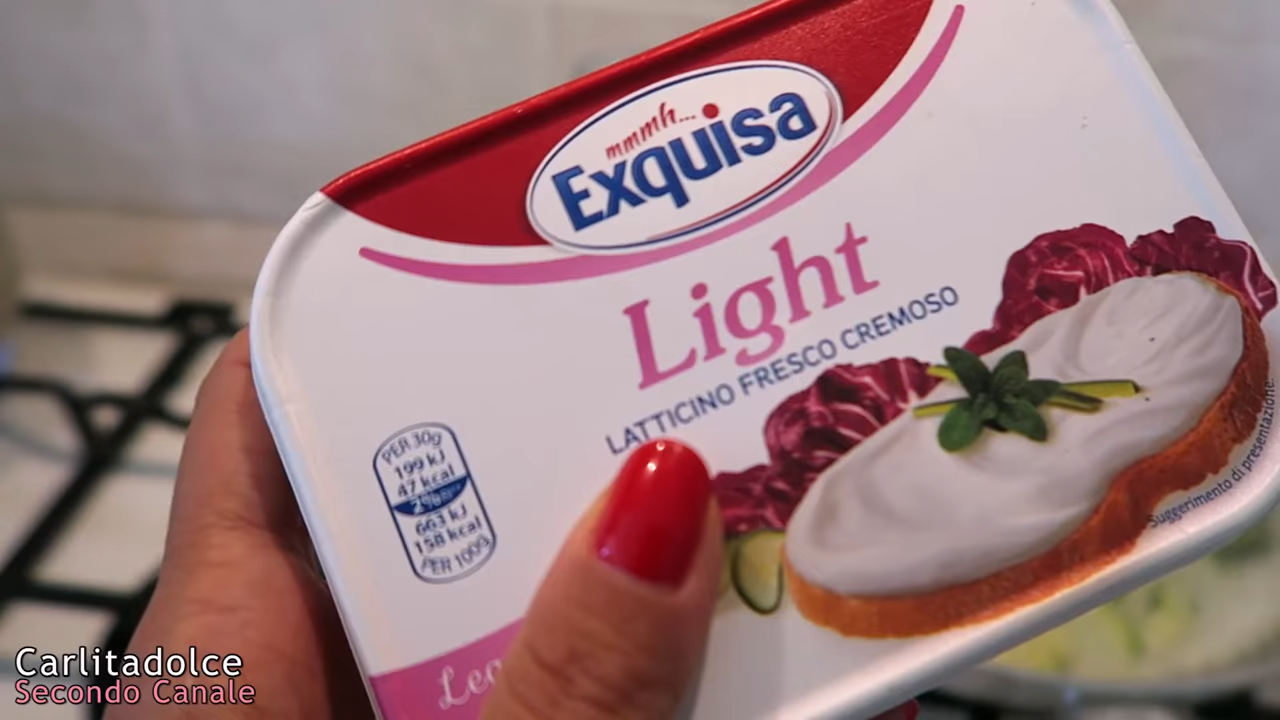 mmmh...
Exquisa
Light
LATTICINO FRESCO CREMOSO
PER 30g
199 kJ
47 kcal
2%
663 kJ
158 kcal
PER 100g
Suggerimento di presentazione.
Carlitadolce
Secondo Canale